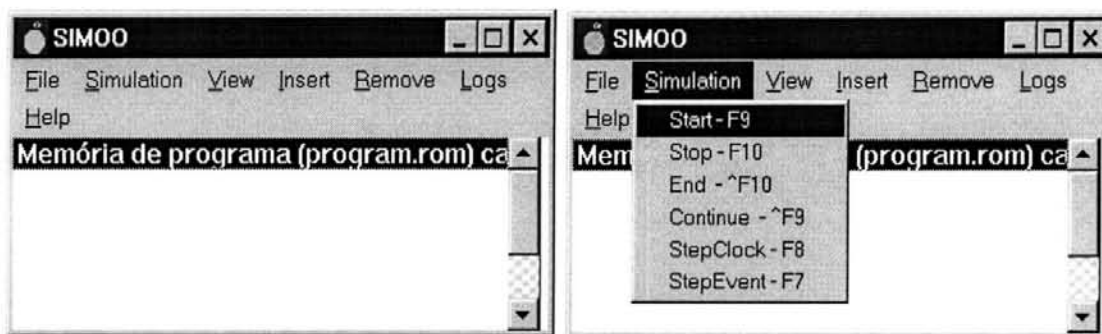 SIMOO
File Simulation View Insert Remove Logs
Help
Memória de programa (program.rom) ca
SIMOO
File Simulation View Insert Remove Logs
Help
Start - F9
Mem (program.rom) ca
Stop - F10
End - ^F10
Continue - ^F9
StepClock - F8
StepEvent - F7